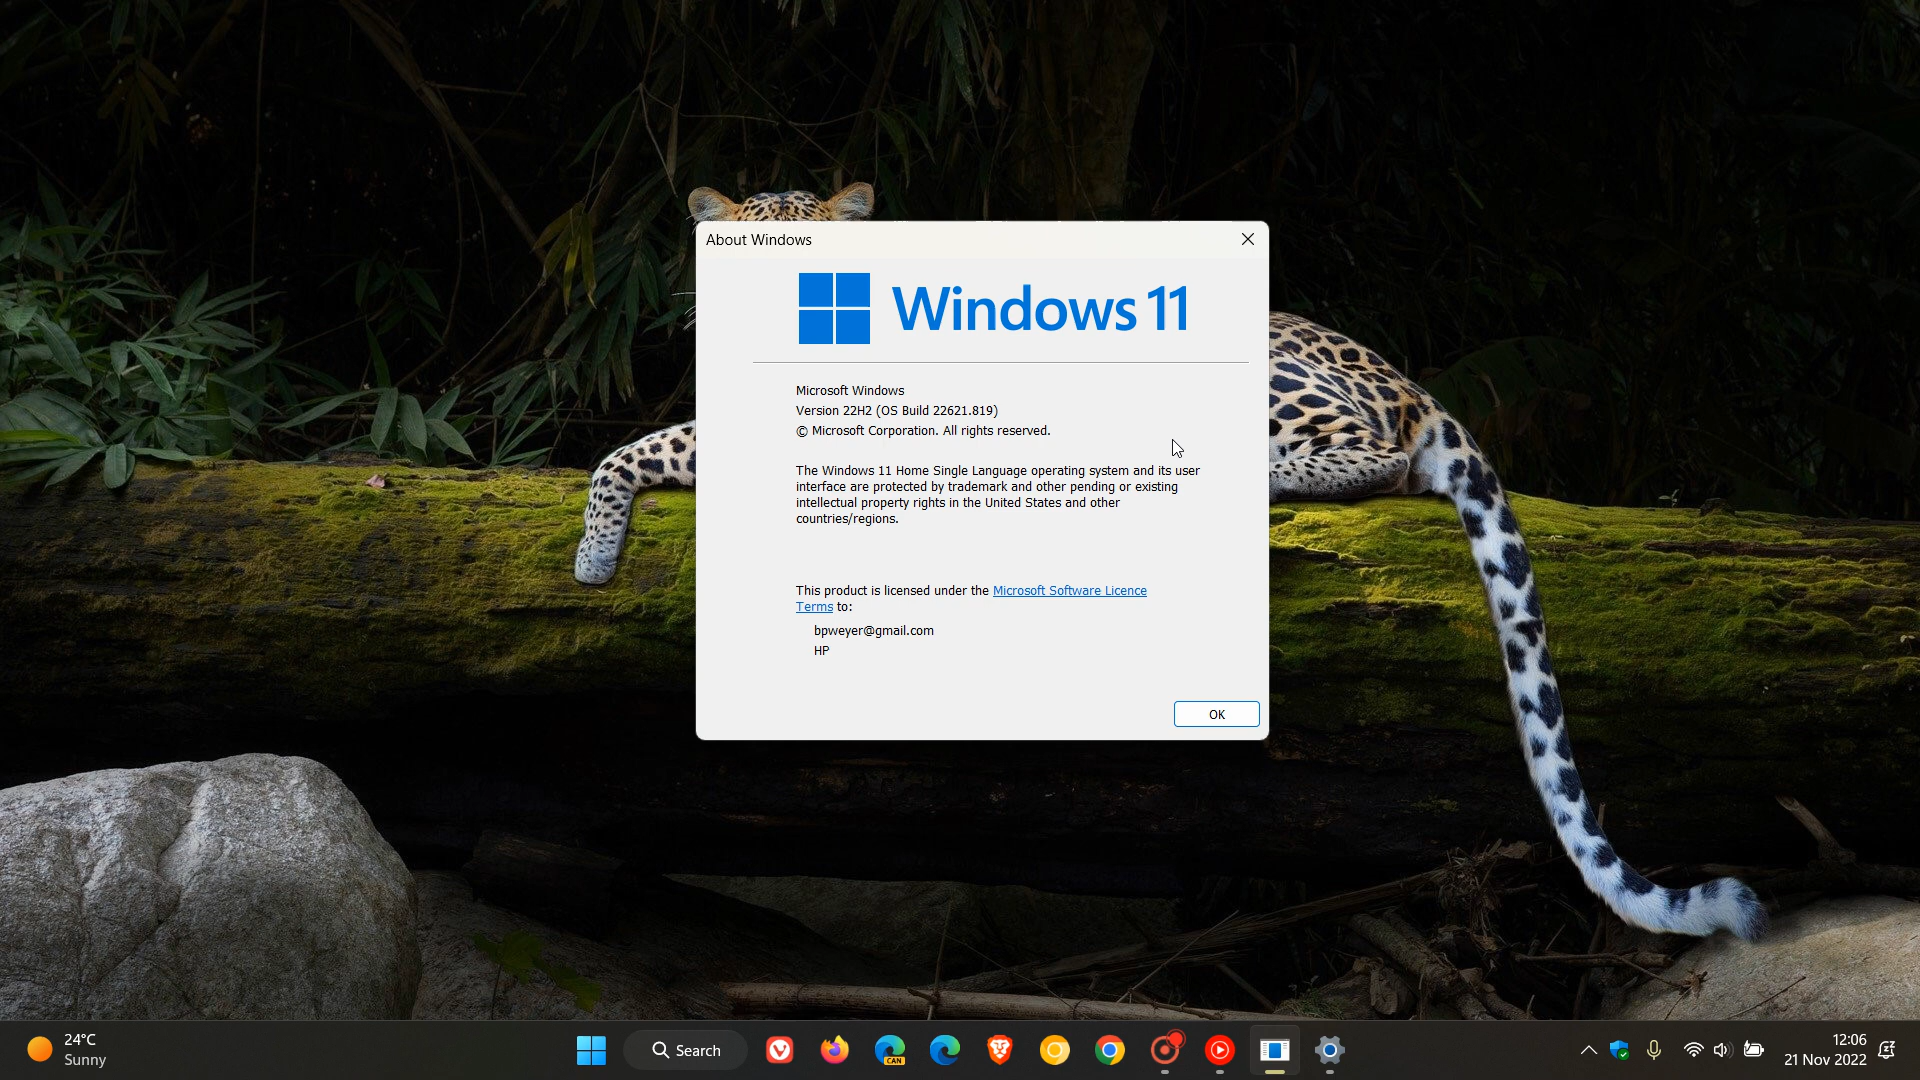 About Windows
Windows 11
Microsoft Windows
Version 22H2 (OS Build 22621.819)
© Microsoft Corporation. All rights reserved.
The Windows 11 Home Single Language operating system and its user
interface are protected by trademark and other pending or existing
intellectual property rights in the United States and other
countries/regions.
This product is licensed under the Microsoft Software Licence
Terms to:
bpweyer@gmail.com
HP
OK
24°C
Sunny
Search
CAN
12:06
21 Nov 2022